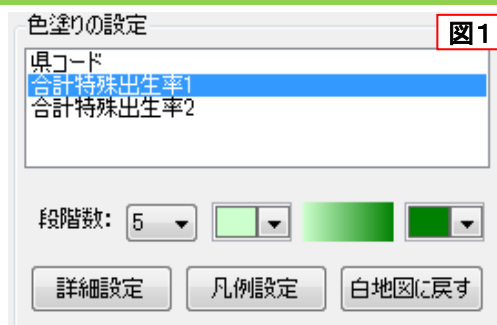 色塗りの設定
図1
県コード
合計特殊出生率1
合計特殊出生率2
段階数: 5
詳細設定 凡例設定 白地図に戻す